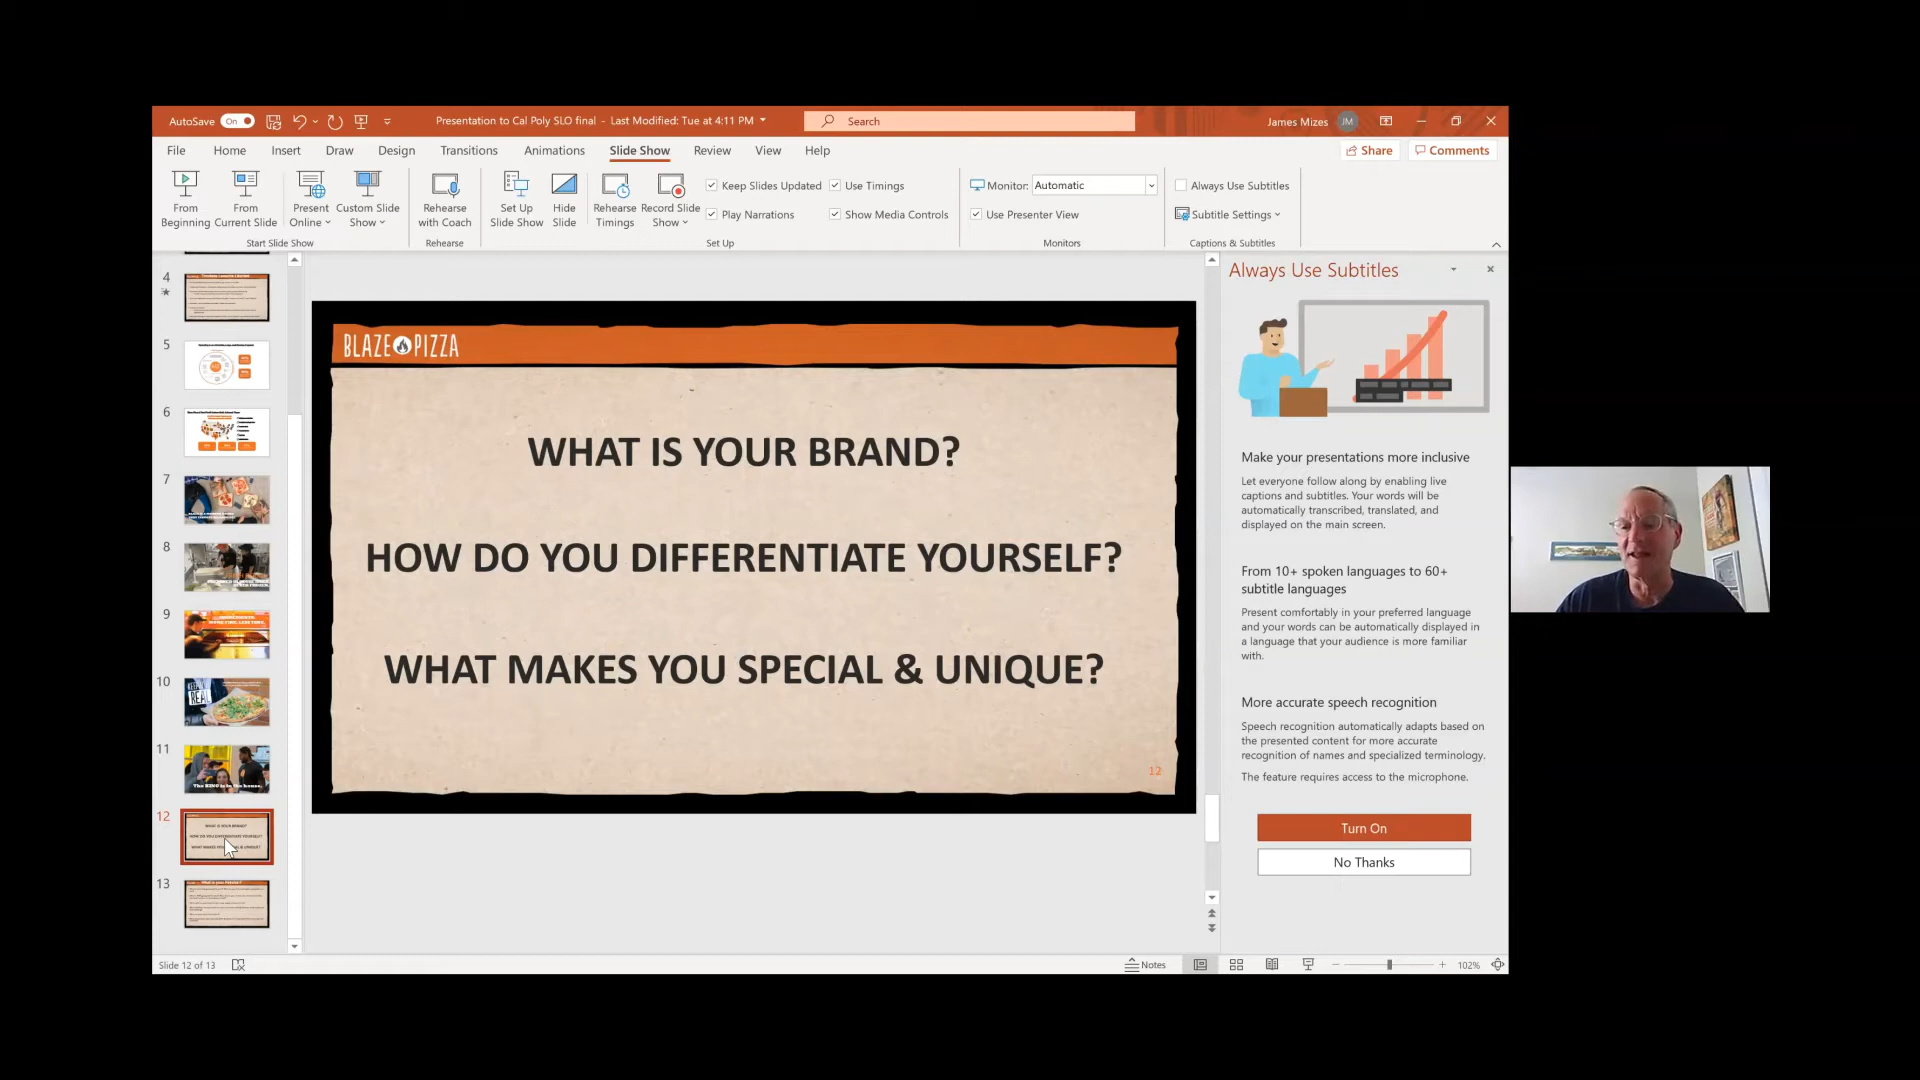 AutoSave On
Presentation to Cal Poly SLO final - Last Modified: Tue at 4:11 PM
Search
James Mizes JM
File Home Insert Draw Design Transitions Animations Slide Show Review View Help
Share Comments
From Beginning
From Current Slide
Present Online
Custom Slide Show
Start Slide Show
Rehearse with Coach
Rehearse
Set Up Slide Show
Hide Slide
Rehearse Timings
Record Slide Show
Keep Slides Updated
Play Narrations
Use Timings
Show Media Controls
Set Up
Monitor: Automatic
Use Presenter View
Monitors
Always Use Subtitles
Subtitle Settings
Captions & Subtitles
4
5
6
7
8
9
10
11
12
13
BLAZE PIZZA
WHAT IS YOUR BRAND?
HOW DO YOU DIFFERENTIATE YOURSELF?
WHAT MAKES YOU SPECIAL & UNIQUE?
12
Always Use Subtitles
Make your presentations more inclusive
Let everyone follow along by enabling live
captions and subtitles. Your words will be
automatically transcribed, translated, and
displayed on the main screen.
From 10+ spoken languages to 60+
subtitle languages
Present comfortably in your preferred language
and your words can be automatically displayed in
a language that your audience is more familiar
with.
More accurate speech recognition
Speech recognition automatically adapts based on
the presented content for more accurate
recognition of names and specialized terminology.
The feature requires access to the microphone.
Turn On
No Thanks
Slide 12 of 13
Notes
102%